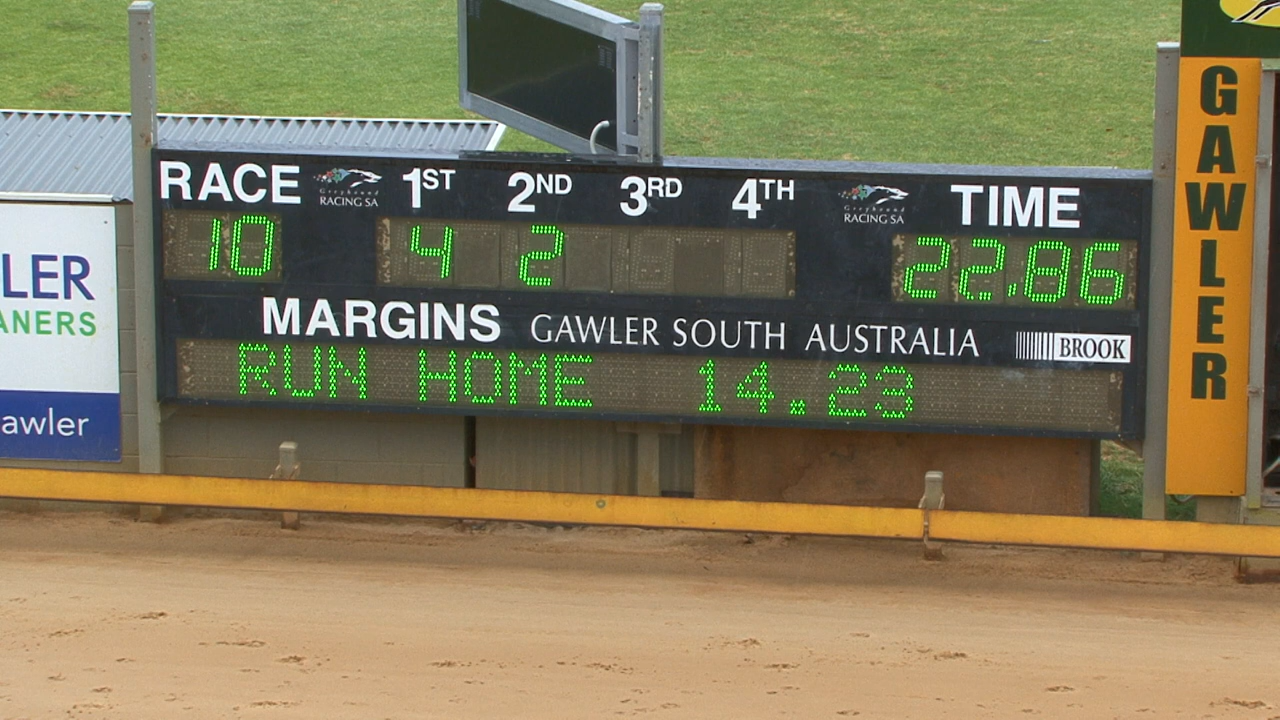 RACE
Greyhound
RACING SA
1ST 2ND 3RD 4TH
Greyhound
RACING SA
TIME
10 4 2 22.86
MARGINS GAWLER SOUTH AUSTRALIA BROOK
RUN HOME 14.23
LER
ANERS
awler
GAWLER